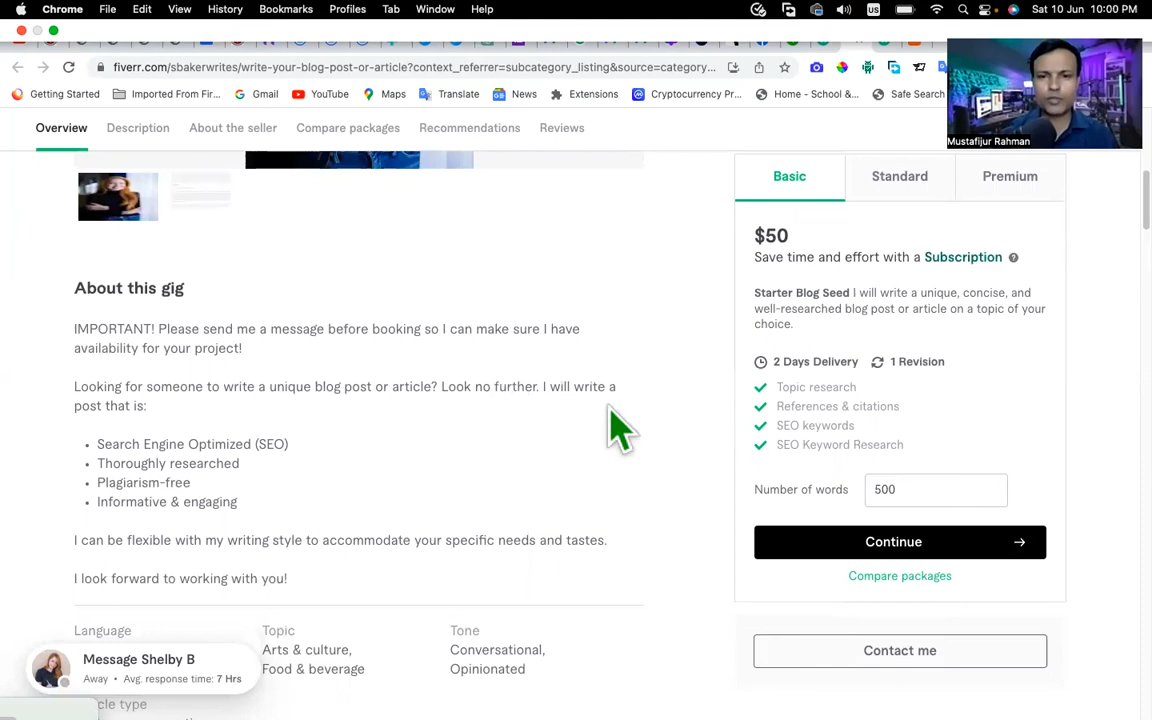 Chrome File Edit View History Bookmarks Profiles Tab Window Help
US
Sat 10 Jun 10:00 PM
fiverr.com/sbakerwrites/write-your-blog-post-or-article?context_referrer=subcategory_listing&source=category...
Getting Started
Imported From Fir...
Gmail
YouTube
Maps
Translate
News
Extensions
Cryptocurrency Pr...
Home - School &...
Safe Search
Mustafijur Rahman
Overview
Description
About the seller
Compare packages
Recommendations
Reviews
Basic
Standard
Premium
About this gig
IMPORTANT! Please send me a message before booking so I can make sure I have
availability for your project!
Looking for someone to write a unique blog post or article? Look no further. I will write a
post that is:
• Search Engine Optimized (SEO)
• Thoroughly researched
• Plagiarism-free
• Informative & engaging
I can be flexible with my writing style to accommodate your specific needs and tastes.
I look forward to working with you!
Language
Topic
Arts & culture,
Food & beverage
Tone
Conversational,
Opinionated
Message Shelby B
Away • Avg. response time: 7 Hrs
cle type
$50
Save time and effort with a Subscription
Starter Blog Seed I will write a unique, concise, and
well-researched blog post or article on a topic of your
choice.
2 Days Delivery
1 Revision
Topic research
References & citations
SEO keywords
SEO Keyword Research
Number of words
500
Continue →
Compare packages
Contact me